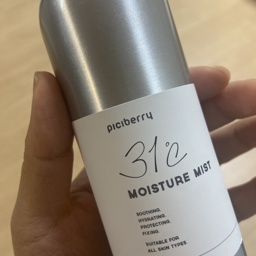 piciberry
31°c
MOISTURE MIST
SOOTHING.
HYDRATING.
PROTECTING.
FIXING.
SUITABLE FOR
ALL SKIN TYPES.